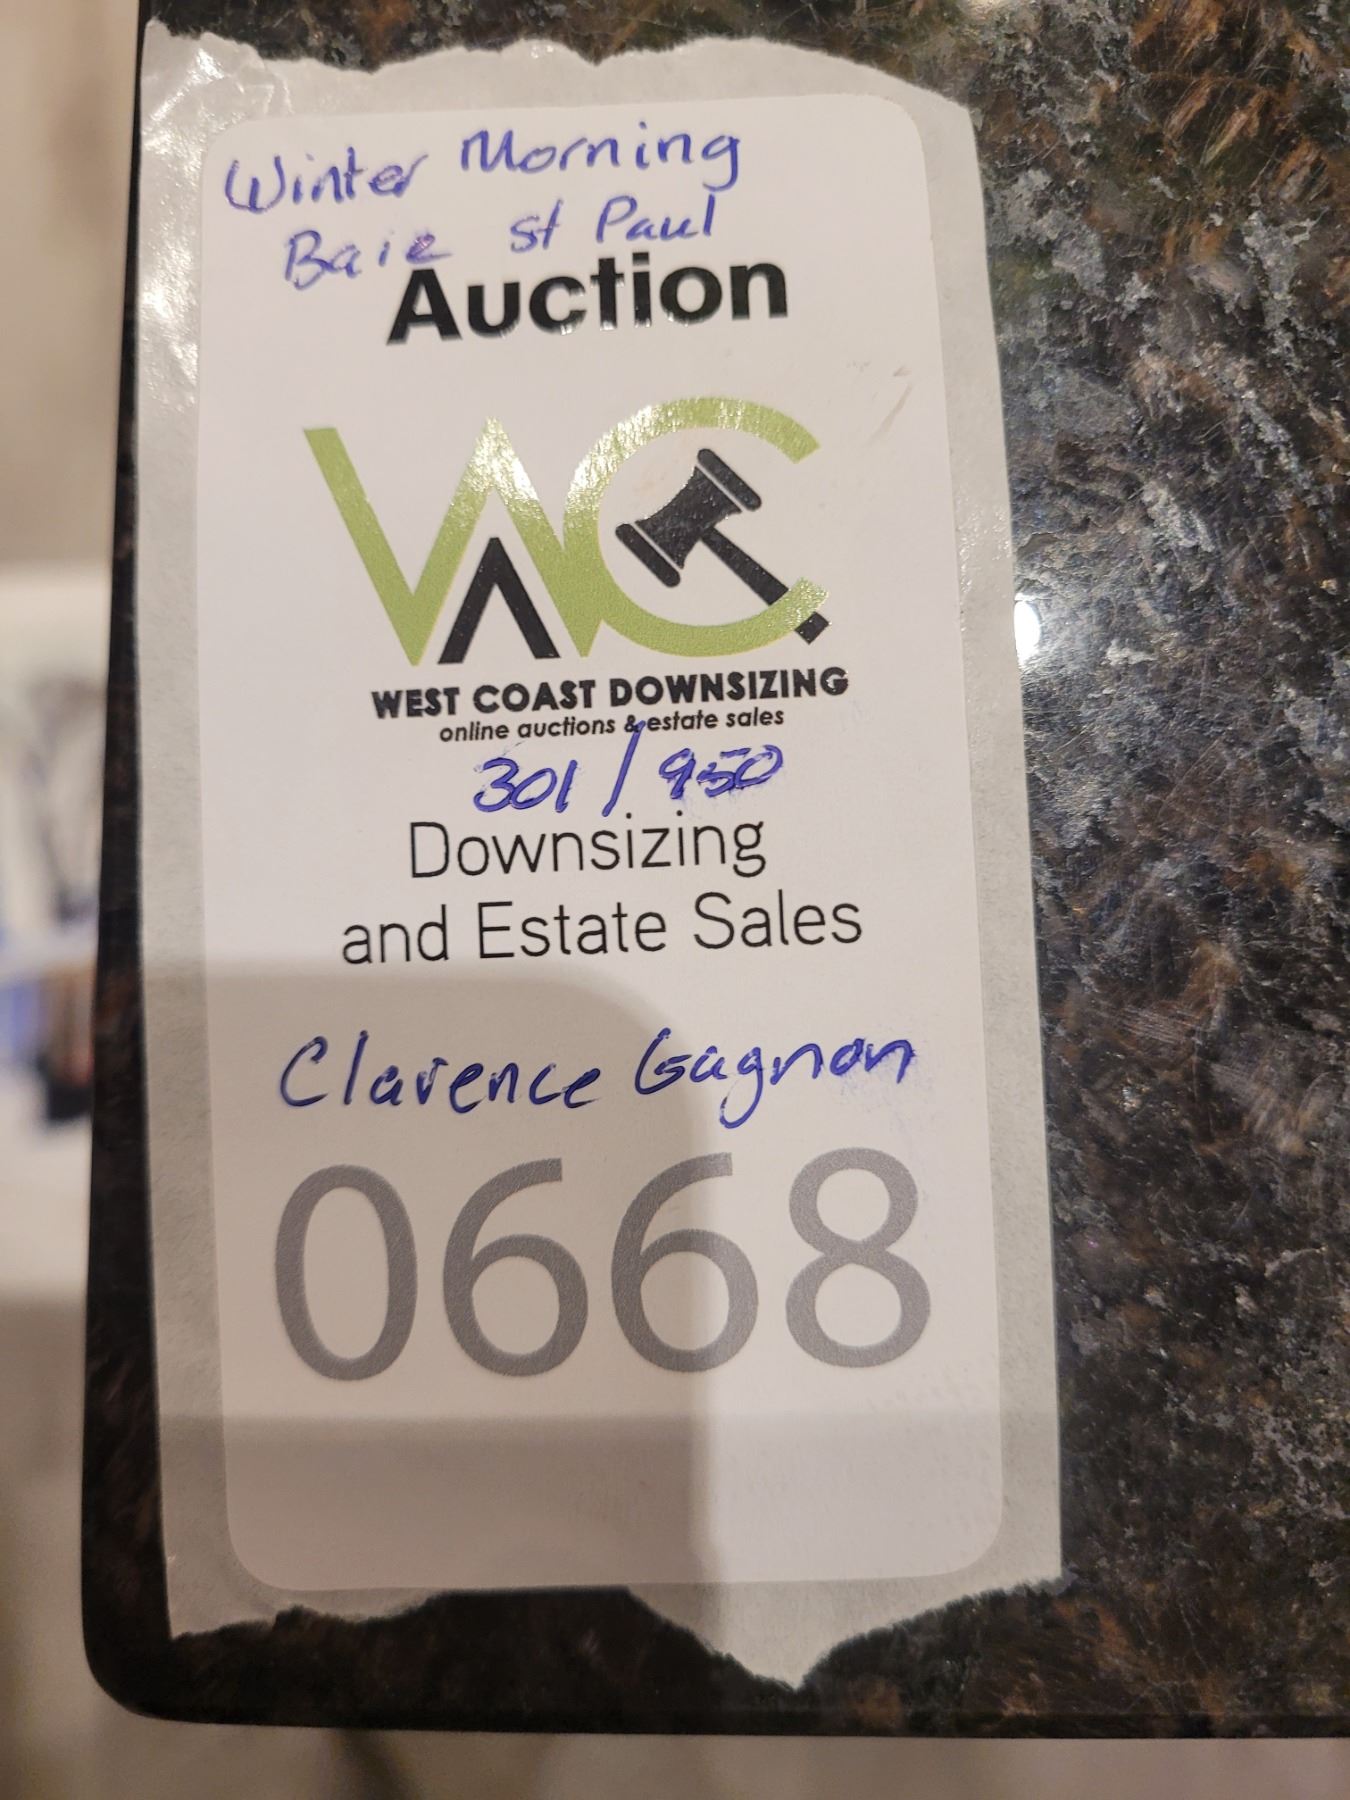 Winter Morning
Baie St Paul
Auction
WAC
WEST COAST DOWNSIZING
online auctions & estate sales
301/950
Downsizing
and Estate Sales
Clarence Gagnon
0668